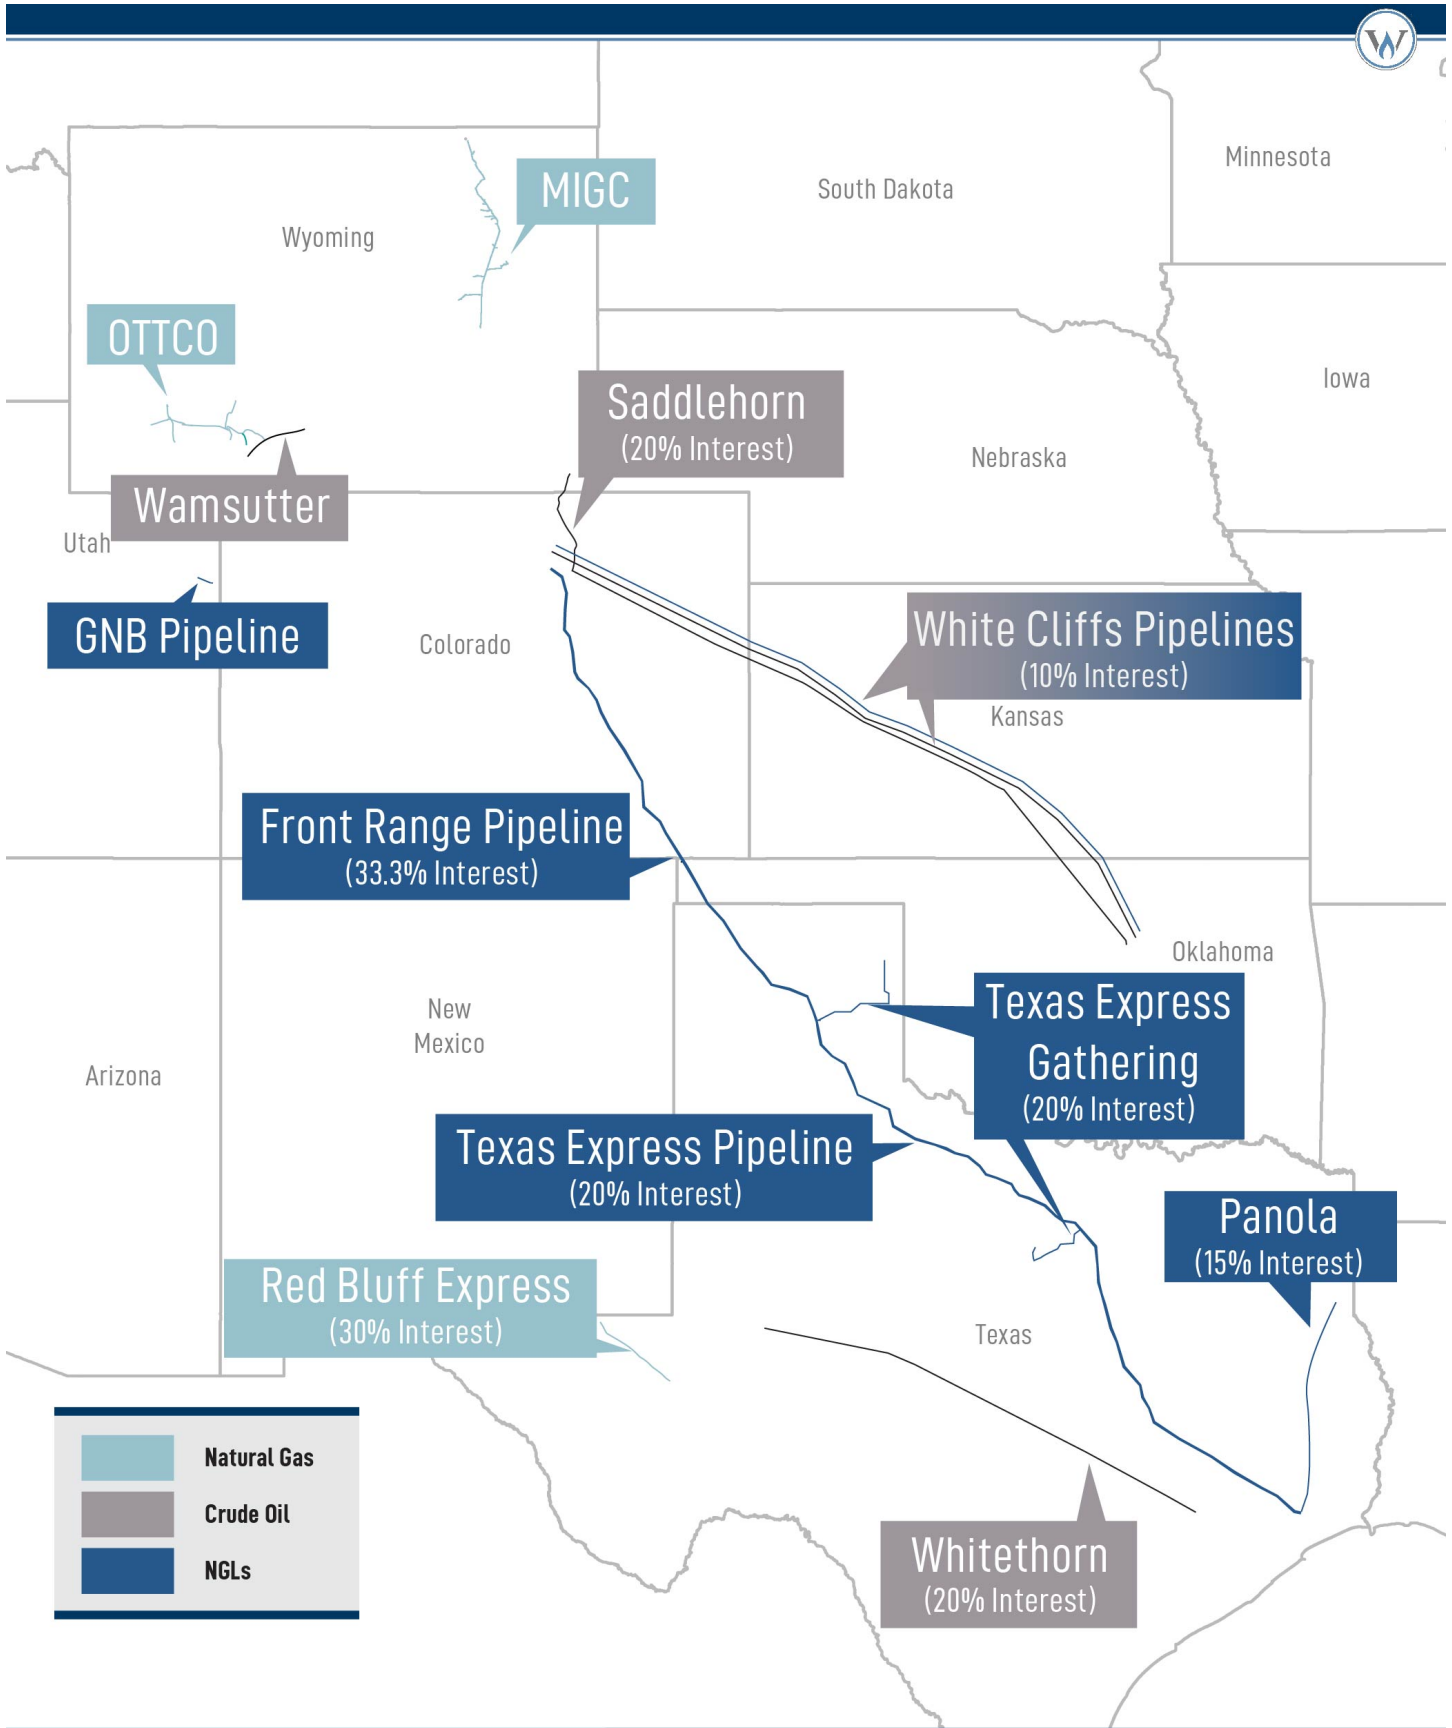 W
Minnesota
MIGC
South Dakota
Wyoming
OTTCO
Iowa
Saddlehorn
(20% Interest)
Nebraska
Wamsutter
Utah
GNB Pipeline
Colorado
White Cliffs Pipelines
(10% Interest)
Kansas
Front Range Pipeline
(33.3% Interest)
Oklahoma
New
Mexico
Texas Express
Gathering
(20% Interest)
Arizona
Texas Express Pipeline
(20% Interest)
Panola
(15% Interest)
Red Bluff Express
(30% Interest)
Texas
Natural Gas
Crude Oil
NGLs
Whitethorn
(20% Interest)